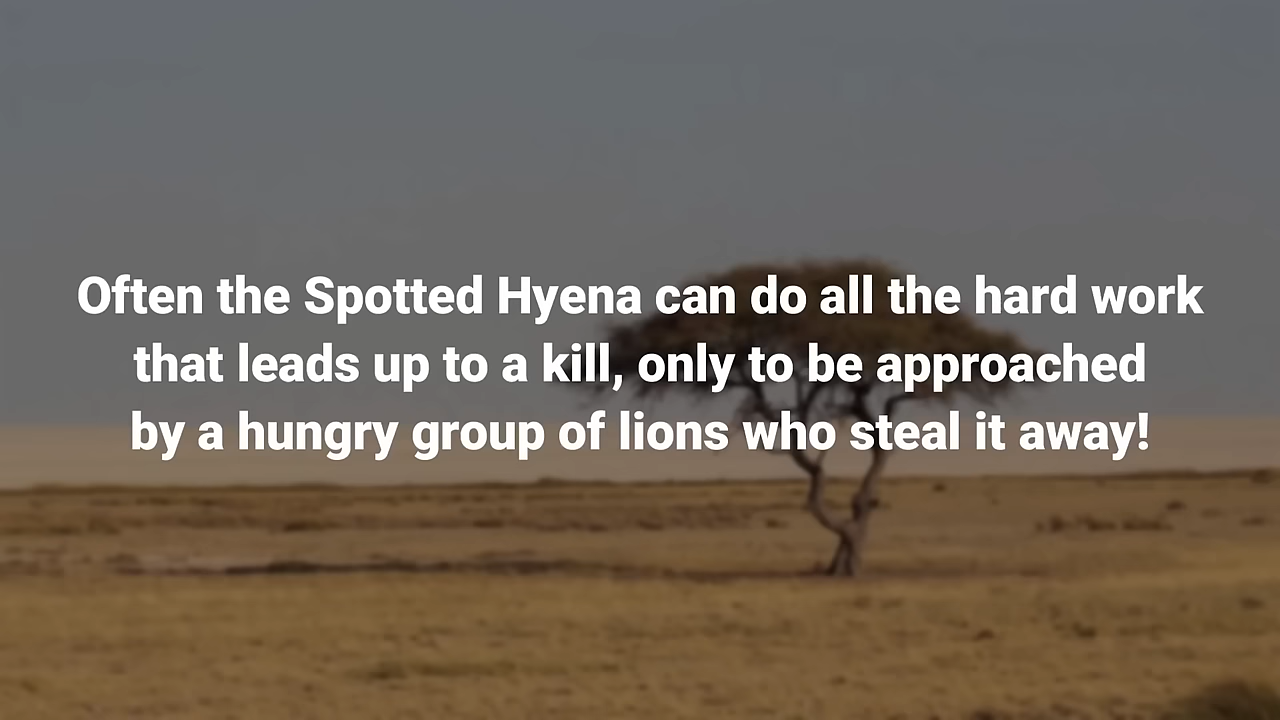 Often the Spotted Hyena can do all the hard work
that leads up to a kill, only to be approached
by a hungry group of lions who steal it away!